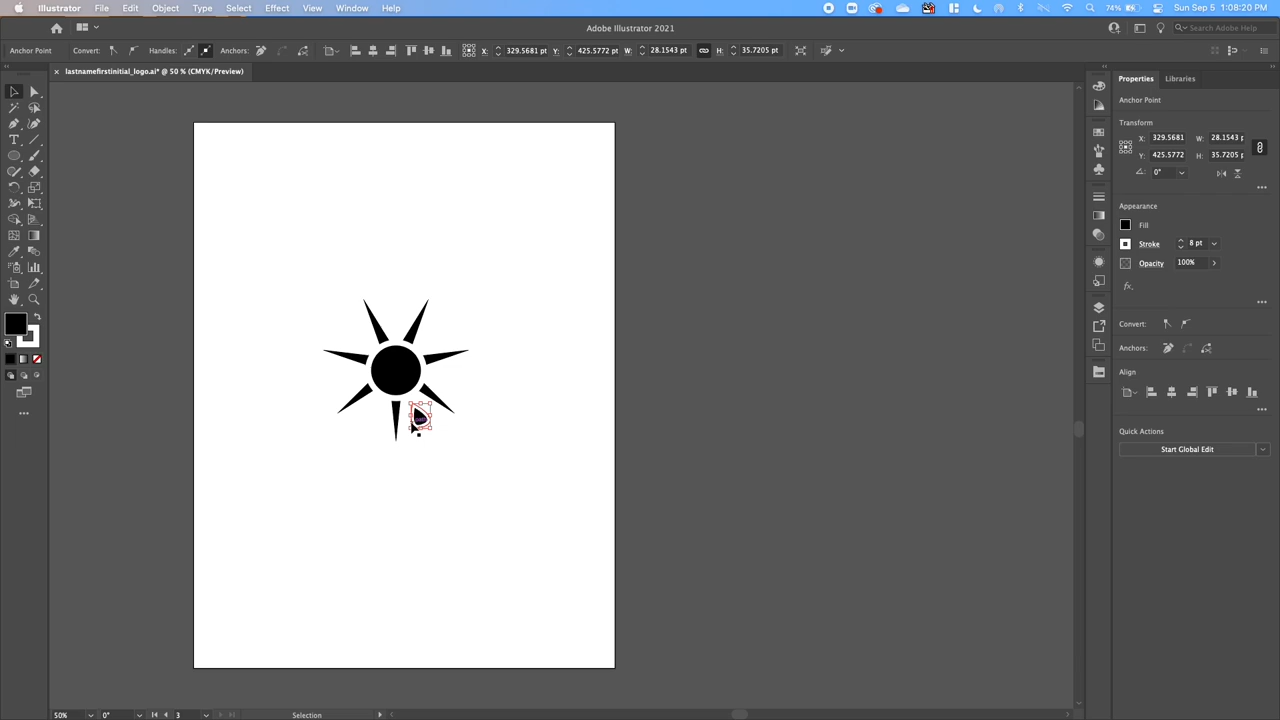 Illustrator File Edit Object Type Select Effect View Window Help 74% Sun Sep 5 1:08:20 PM
Adobe Illustrator 2021 Search Adobe Help
Anchor Point Convert: Handles: Anchors: X: 329.5681 pt Y: 425.5772 pt W: 28.1543 pt H: 35.7205 pt
× lastnamefirstinitial_logo.ai* @ 50 % (CMYK/Preview)
Properties Libraries
Anchor Point
Transform
X: 329.5681 W: 28.1543 p
Y: 425.5772 H: 35.7205 p
0°
Appearance
Fill
Stroke 8 pt
Opacity 100%
fx.
Convert:
Anchors:
Align
Quick Actions
Start Global Edit
50% 0° 3 Selection